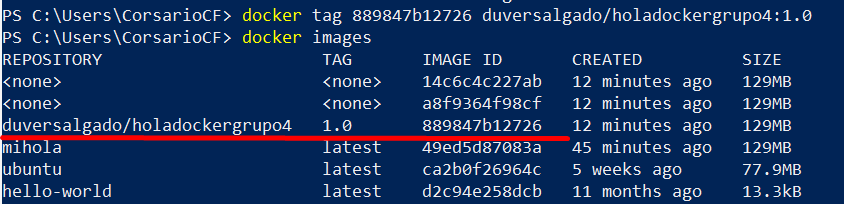 PS C:\Users\CorsarioCF> docker tag 889847b12726 duversalgado/holadockergrupo4:1.0
PS C:\Users\CorsarioCF> docker images
REPOSITORY TAG IMAGE ID CREATED SIZE
<none> <none> 14c6c4c227ab 12 minutes ago 129MB
<none> <none> a8f9364f98cf 12 minutes ago 129MB
duversalgado/holadockergrupo4 1.0 889847b12726 12 minutes ago 129MB
mihola latest 49ed5d87083a 45 minutes ago 129MB
ubuntu latest ca2b0f26964c 5 weeks ago 77.9MB
hello-world latest d2c94e258dcb 11 months ago 13.3kB